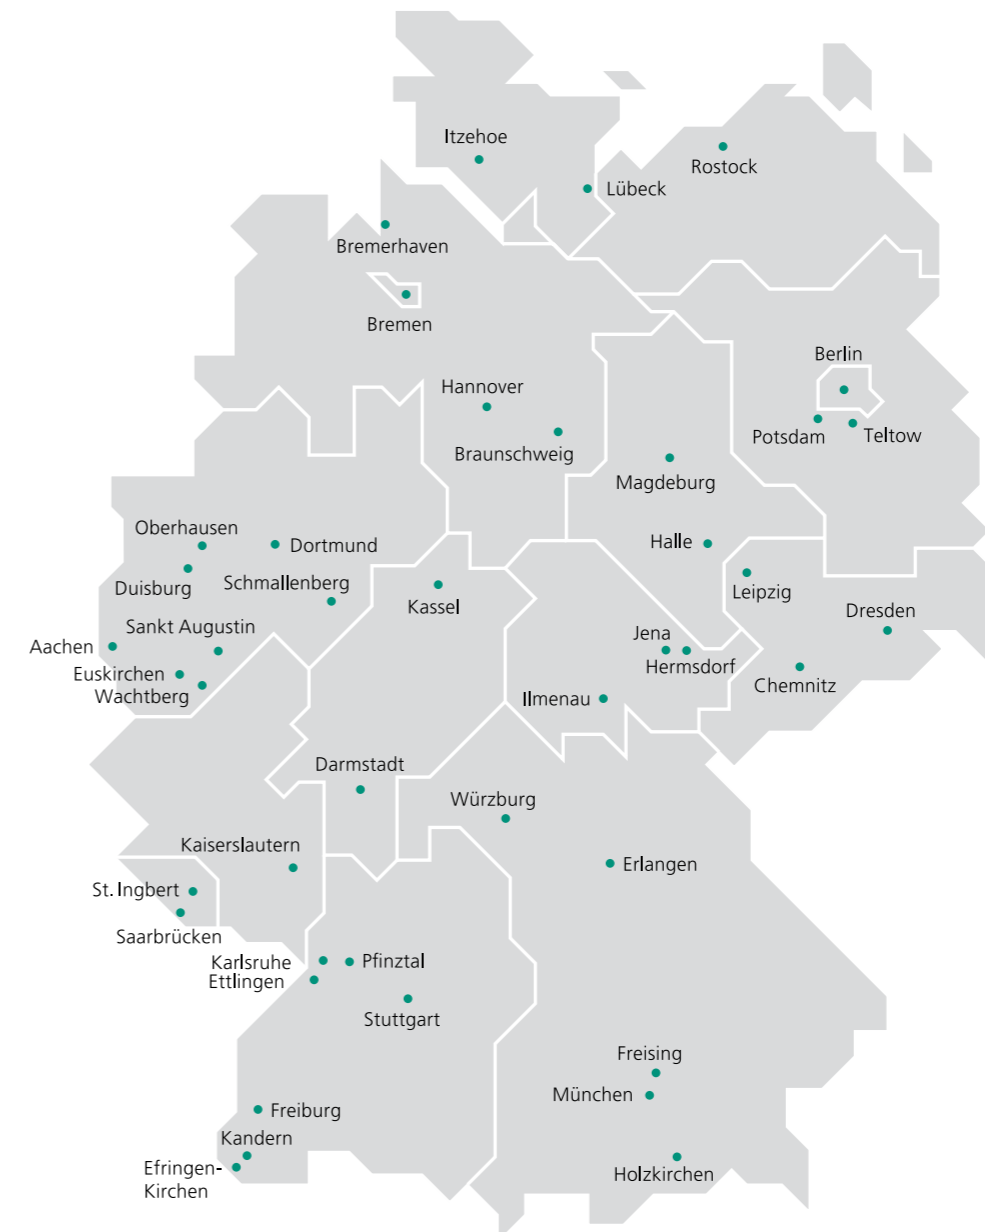 Itzehoe
Rostock
Lübeck
Bremerhaven
Bremen
Berlin
Hannover
Potsdam
Teltow
Braunschweig
Magdeburg
Oberhausen
Dortmund
Halle
Duisburg
Schmallenberg
Kassel
Leipzig
Dresden
Sankt Augustin
Jena
Aachen
Hermsdorf
Euskirchen
Chemnitz
Wachtberg
Ilmenau
Darmstadt
Würzburg
Kaiserslautern
Erlangen
St. Ingbert
Saarbrücken
Karlsruhe
Pfinztal
Ettlingen
Stuttgart
Freising
München
Freiburg
Kandern
Efringen-
Kirchen
Holzkirchen